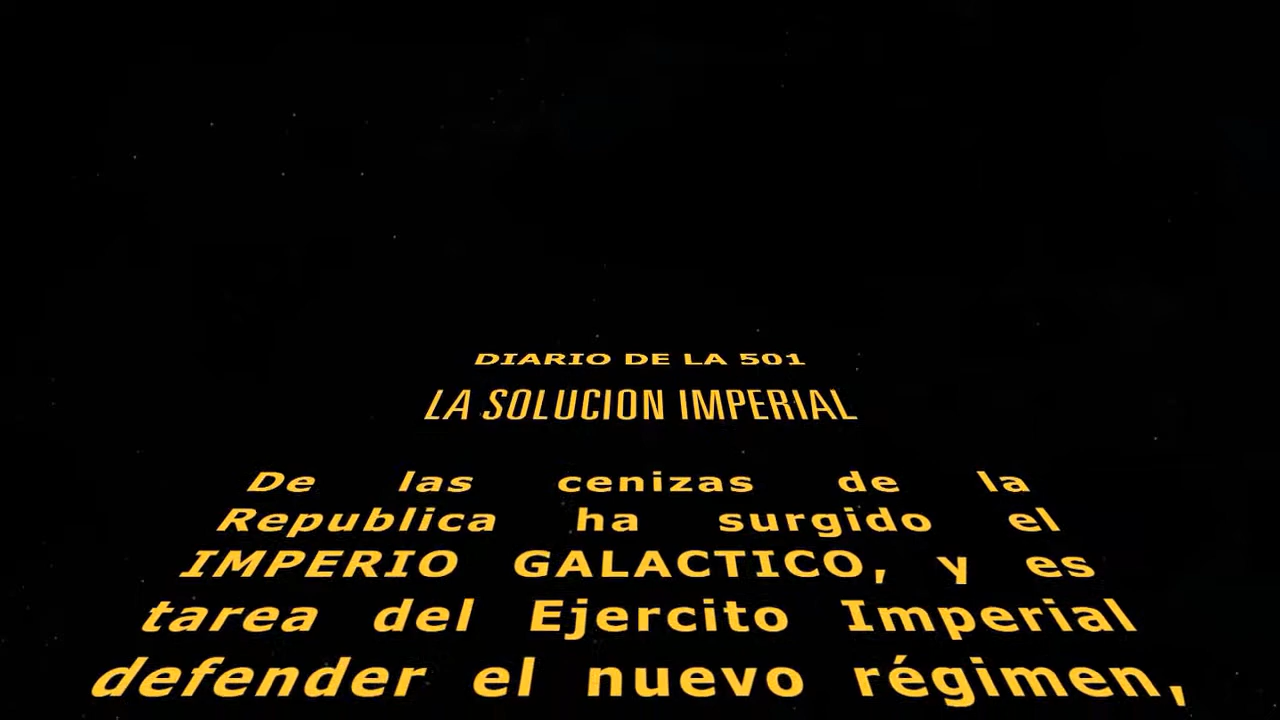 DIARIO DE LA 501
LA SOLUCION IMPERIAL
De las cenizas de la
Republica ha surgido el
IMPERIO GALACTICO, y es
tarea del Ejercito Imperial
defender el nuevo régimen,